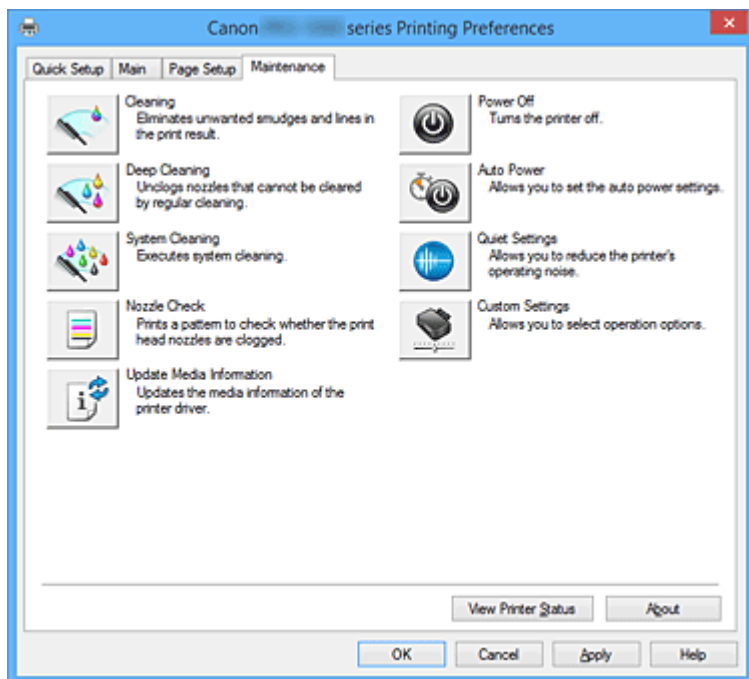 Canon series Printing Preferences
Quick Setup Main Page Setup Maintenance
Cleaning
Eliminates unwanted smudges and lines in
the print result.
Deep Cleaning
Unclogs nozzles that cannot be cleared
by regular cleaning.
System Cleaning
Executes system cleaning.
Nozzle Check
Prints a pattern to check whether the print
head nozzles are clogged.
Update Media Information
Updates the media information of the
printer driver.
Power Off
Turns the printer off.
Auto Power
Allows you to set the auto power settings.
Quiet Settings
Allows you to reduce the printer's
operating noise.
Custom Settings
Allows you to select operation options.
View Printer Status About
OK Cancel Apply Help